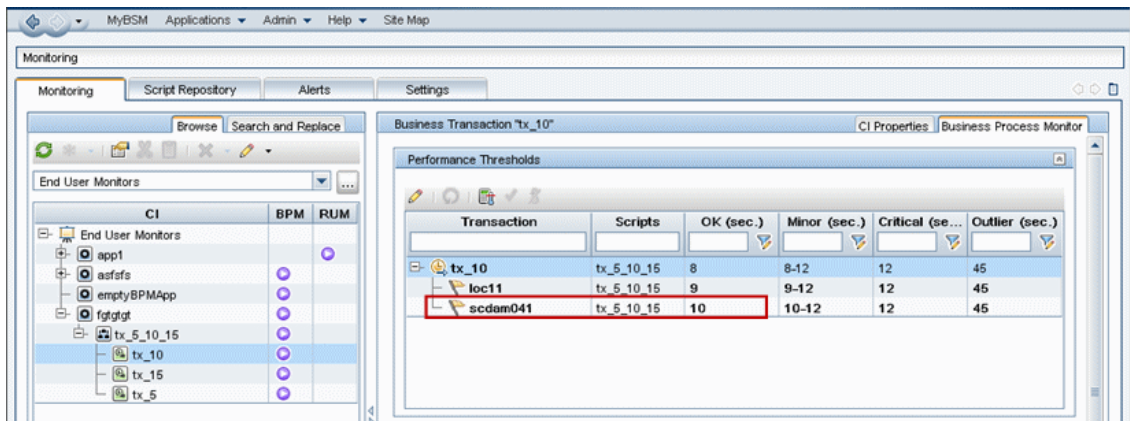 MyBSM Applications Admin Help Site Map
Monitoring
Monitoring Script Repository Alerts Settings
Browse Search and Replace
End User Monitors
...
CI BPM RUM
End User Monitors
app1
asfsfs
emptyBPMApp
fgtgtgt
tx_5_10_15
tx_10
tx_15
tx_5
Business Transaction "tx_10" CI Properties Business Process Monitor
Performance Thresholds
Transaction Scripts OK (sec.) Minor (sec.) Critical (se... Outlier (sec.)
tx_10 tx_5_10_15 8 8-12 12 45
loc11 tx_5_10_15 9 9-12 12 45
scdam041 tx_5_10_15 10 10-12 12 45